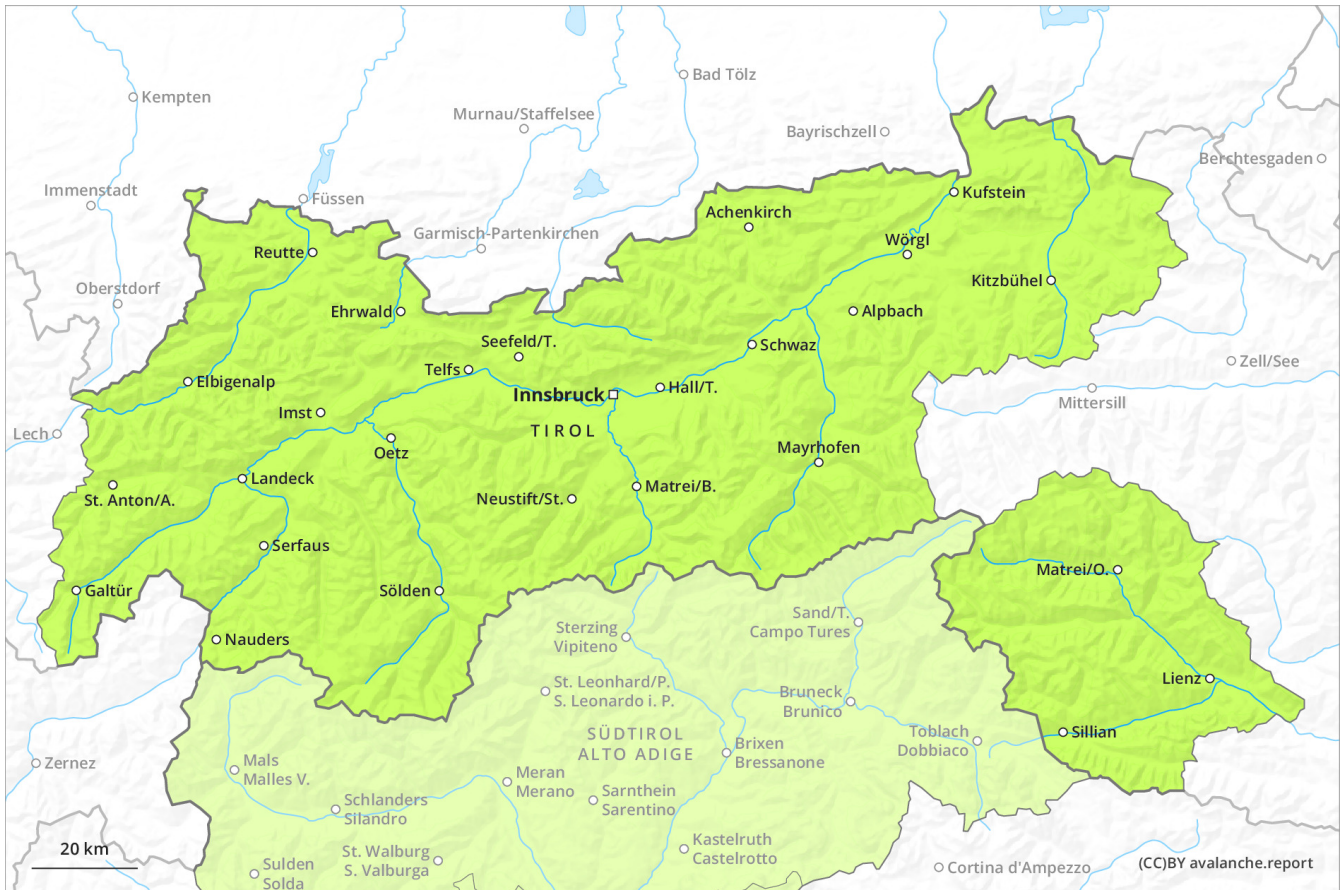 Kempten
Bad Tölz
Murnau/Staffelsee
Bayrischzell
Berchtesgaden
Immenstadt
Füssen
Kufstein
Achenkirch
Garmisch-Partenkirchen
Wörgl
Reutte
Oberstdorf
Kitzbühel
Ehrwald
Alpbach
Seefeld/T.
Schwaz
Zell/See
Telfs
Elbigenalp
Hall/T.
Innsbruck
Mittersill
Imst
TIROL
Lech
Mayrhofen
Oetz
Landeck
Matrei/B.
St. Anton/A.
Neustift/St.
Serfaus
Matrei/O.
Galtür
Sölden
Sand/T.
Campo Tures
Sterzing
Vipiteno
Nauders
Lienz
St. Leonhard/P.
S. Leonardo i. P.
Bruneck
Brunico
SÜDTIROL
ALTO ADIGE
Toblach
Dobbiaco
Sillian
Brixen
Bressanone
Zernez
Mals
Malles V.
Meran
Merano
Sarnthein
Sarentino
Schlanders
Silandro
20 km
St. Walburg
S. Valburga
Kastelruth
Castelrotto
Sulden
Solda
Cortina d'Ampezzo
(CC)BY avalanche.report